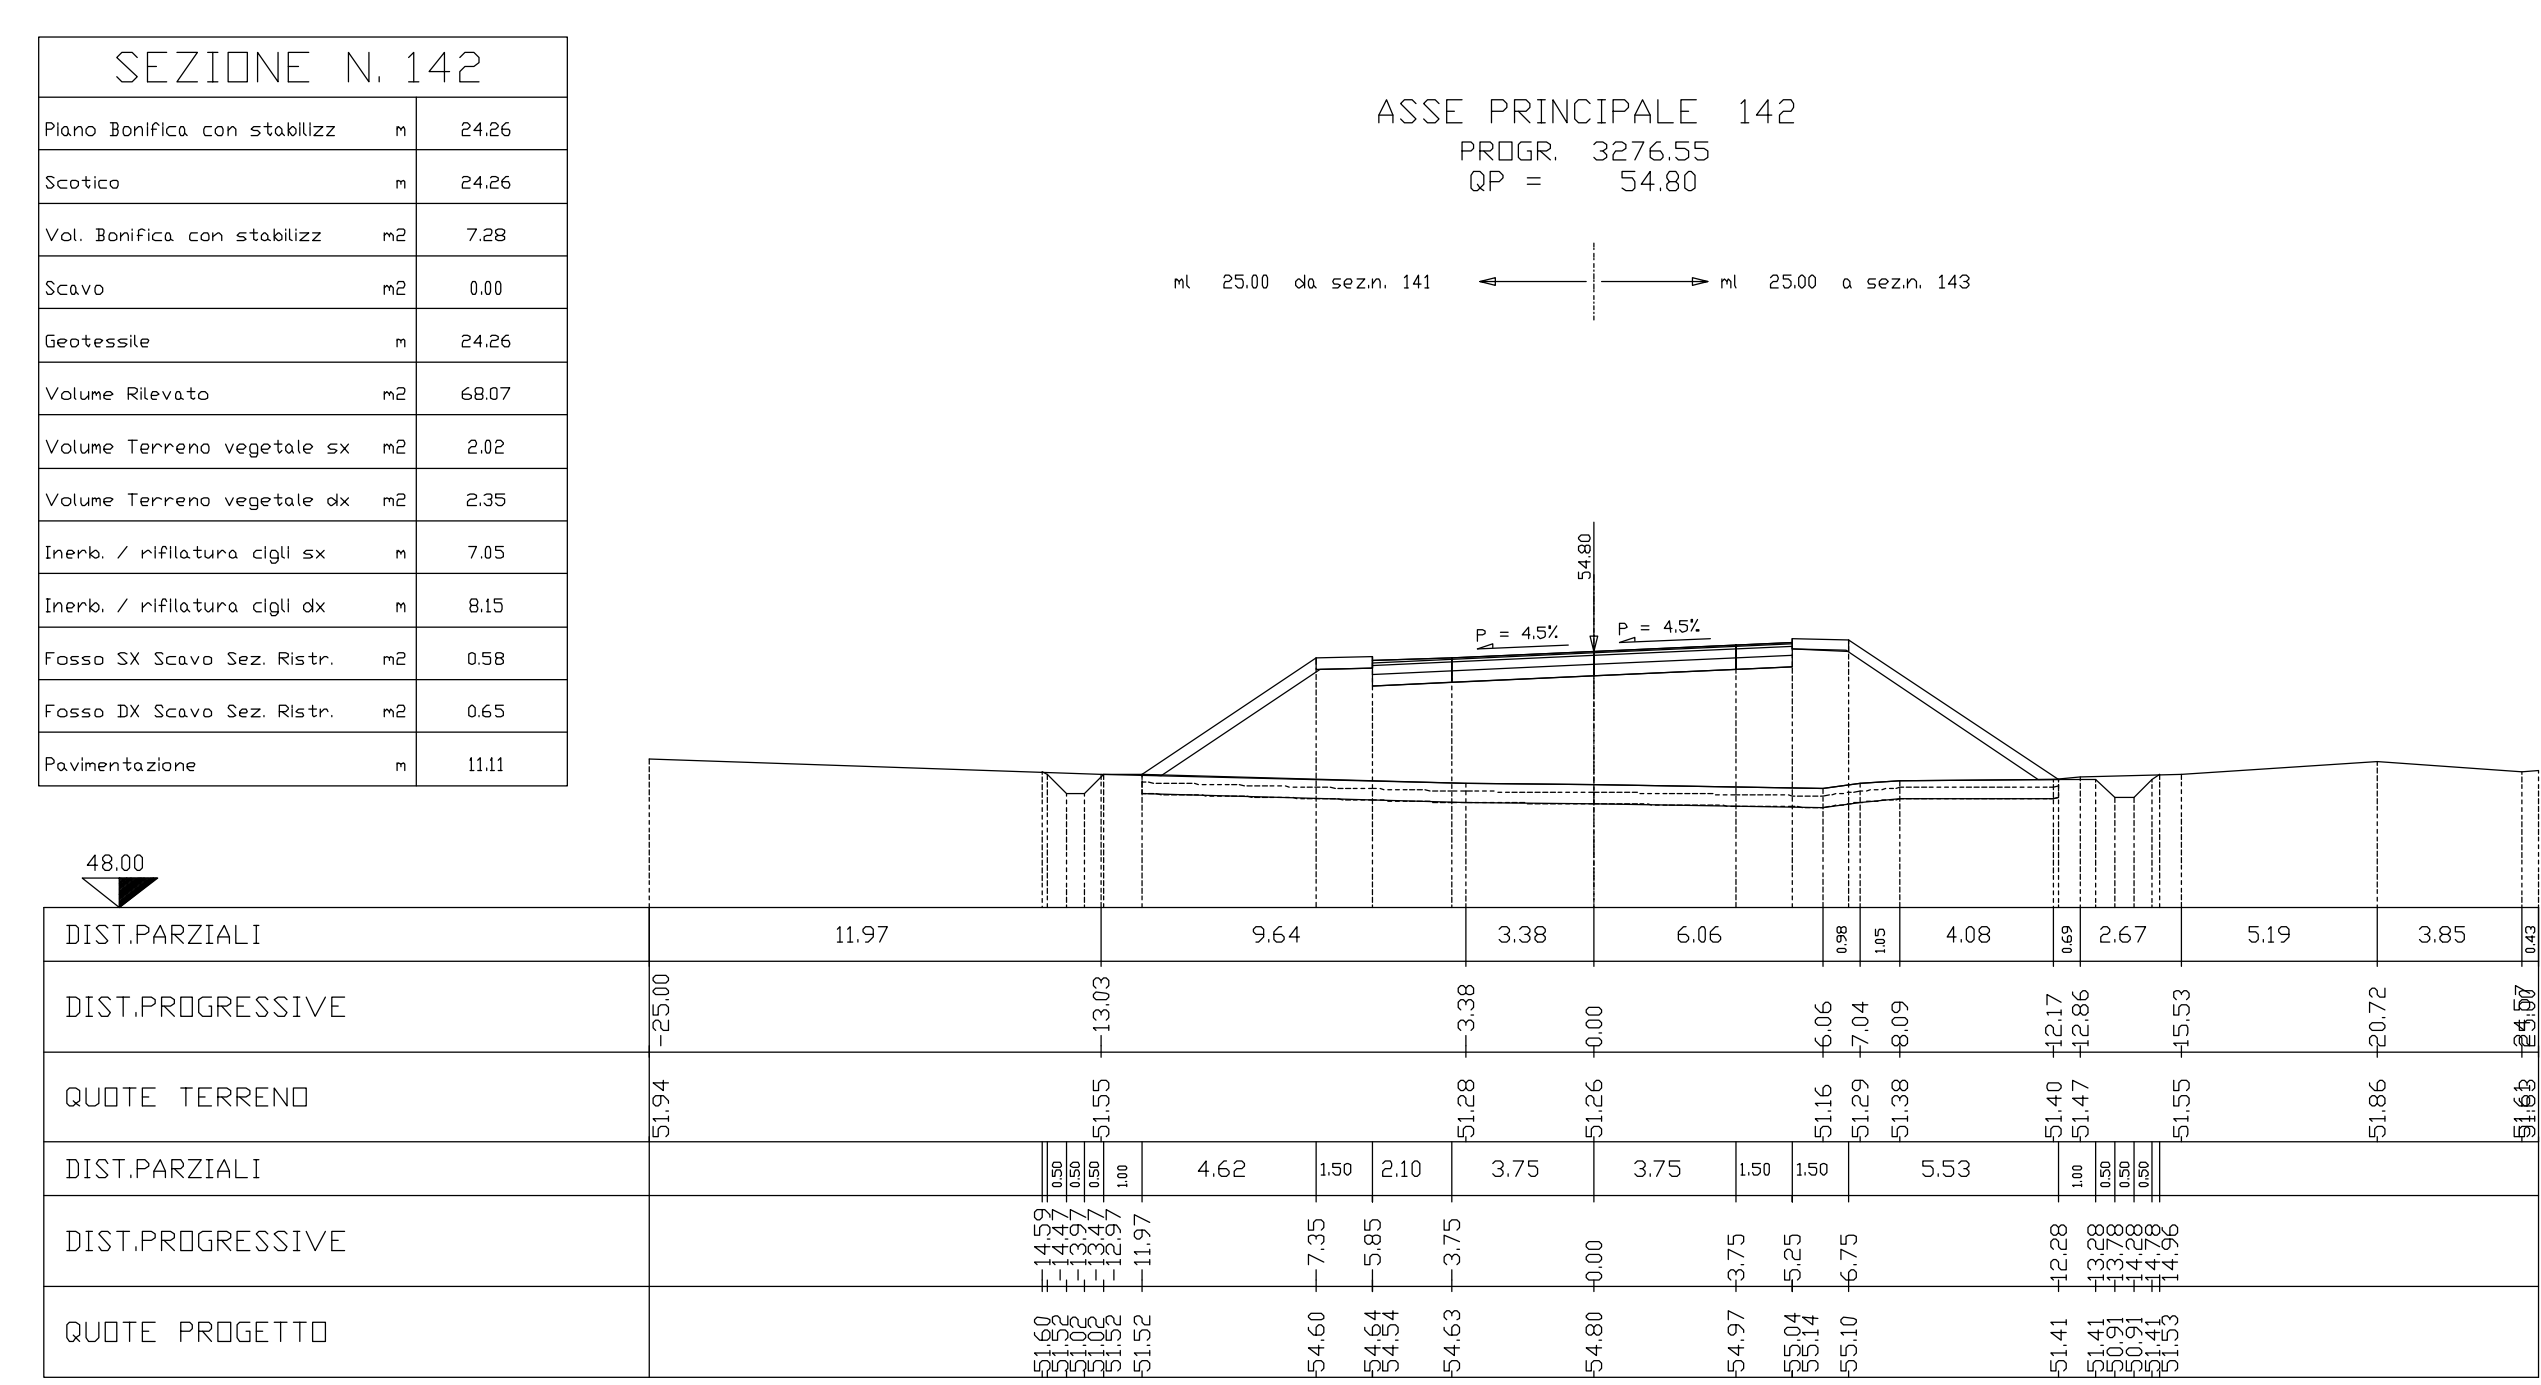 SEZIONE N. 142
Piano Bonifica con stabilizz m 24.26
Scotico m 24.26
Vol. Bonifica con stabilizz m2 7.28
Scavo m2 0.00
Geotessile m 24.26
Volume Rilevato m2 68.07
Volume Terreno vegetale sx m2 2.02
Volume Terreno vegetale dx m2 2.35
Inerb. / rifilatura cigli sx m 7.05
Inerb. / rifilatura cigli dx m 8.15
Fosso SX Scavo Sez. Ristr. m2 0.58
Fosso DX Scavo Sez. Ristr. m2 0.65
Pavimentazione m 11.11
ASSE PRINCIPALE 142
PROGR. 3276.55
QP = 54.80
ml 25.00 da sez.n. 141
ml 25.00 a sez.n. 143
54.80
P = 4.5%
P = 4.5%
48.00
DIST.PARZIALI 11.97 9.64 3.38 6.06 0.98 1.05 4.08 0.69 2.67 5.19 3.85 0.43
DIST.PROGRESSIVE -25.00 -13.03 -3.38 0.00 6.06 7.04 8.09 12.17 12.86 15.53 20.72 24.57 25.00
QUOTE TERRENO 51.94 51.55 51.28 51.26 51.16 51.29 51.38 51.40 51.47 51.55 51.86
DIST.PARZIALI 0.50 0.50 0.50 1.00 4.62 1.50 2.10 3.75 3.75 1.50 1.50 5.53 1.00 0.50 0.50 0.50
DIST.PROGRESSIVE -14.59 -14.47 -13.97 -13.47 -12.97 -11.97 -7.35 -5.85 -3.75 0.00 3.75 5.25 6.75 12.28 13.28 13.78 14.28 14.78 14.96
QUOTE PROGETTO 51.60 51.52 51.02 51.02 51.52 51.52 54.60 54.64 54.54 54.63 54.80 54.97 55.04 55.14 55.10 51.41 51.41 50.91 50.91 51.41 51.53